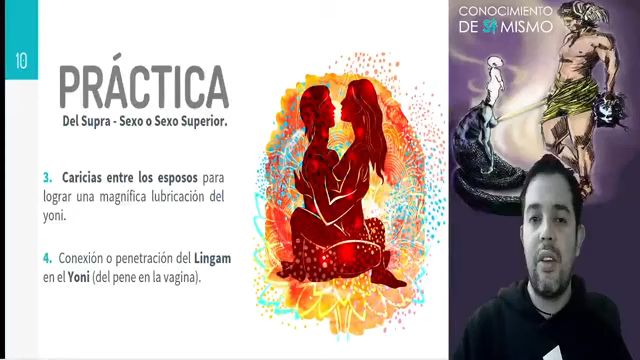 10
PRÁCTICA
Del Supra - Sexo o Sexo Superior.
3. Caricias entre los esposos para
lograr una magnífica lubricación del
yoni.
4. Conexión o penetración del Lingam
en el Yoni (del pene en la vagina).
CONOCIMIENTO
DE SÍ MISMO